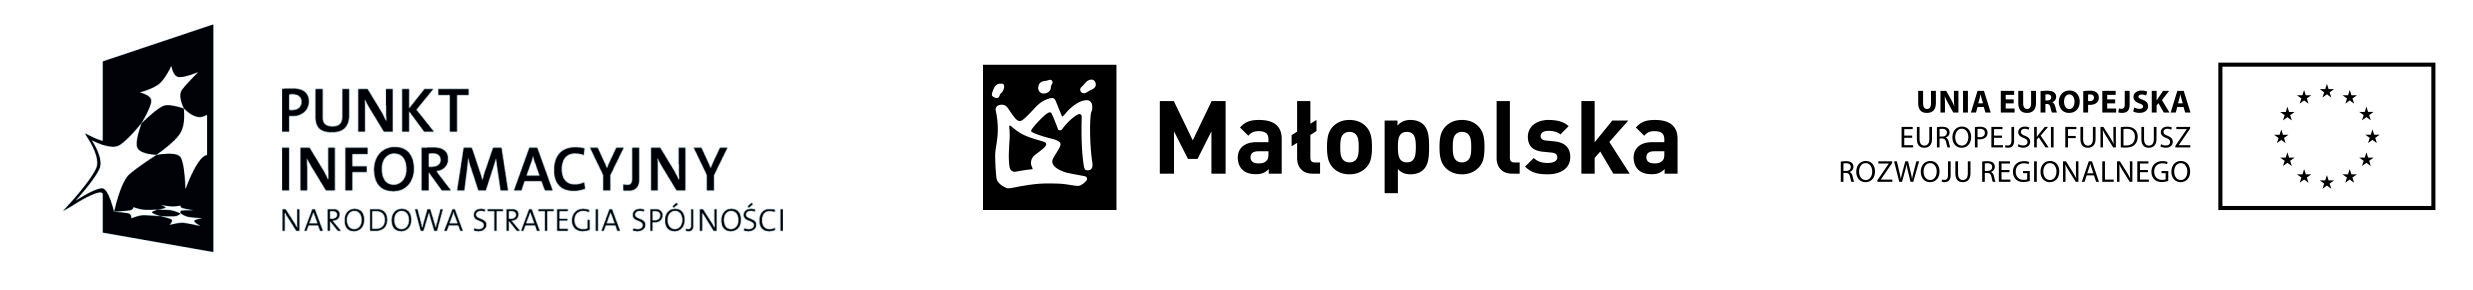 PUNKT
INFORMACYJNY
NARODOWA STRATEGIA SPÓJNOŚCI
Małopolska
UNIA EUROPEJSKA
EUROPEJSKI FUNDUSZ
ROZWOJU REGIONALNEGO